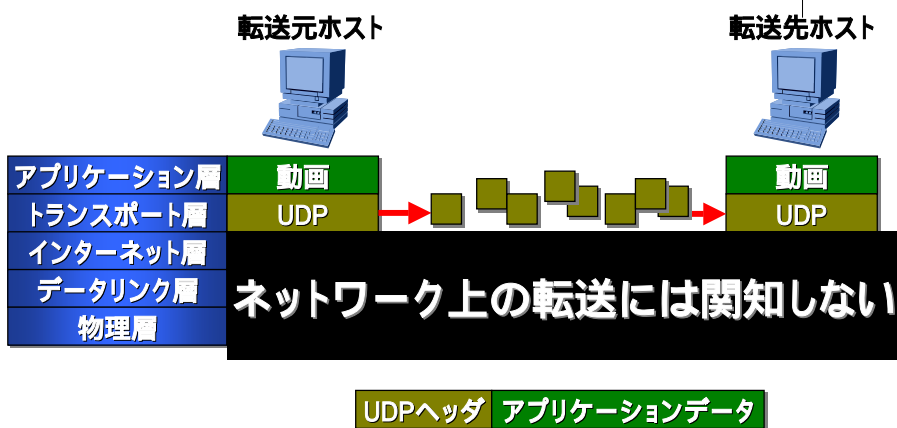 転送元ホスト
転送先ホスト
アプリケーション層
動画
動画
トランスポート層
UDP
UDP
インターネット層
データリンク層
ネットワーク上の転送には関知しない
物理層
UDPヘッダ
アプリケーションデータ